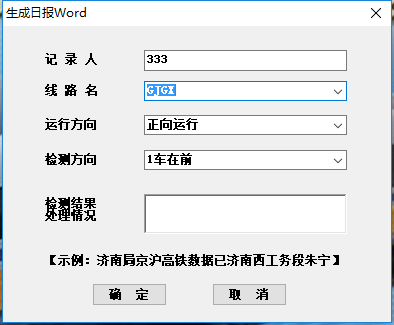 生成日报Word
记 录 人 333
线 路 名 GJGX
运行方向 正向运行
检测方向 1车在前
检测结果
处理情况
【示例：济南局京沪高铁数据已济南西工务段朱宁】
确 定 取 消